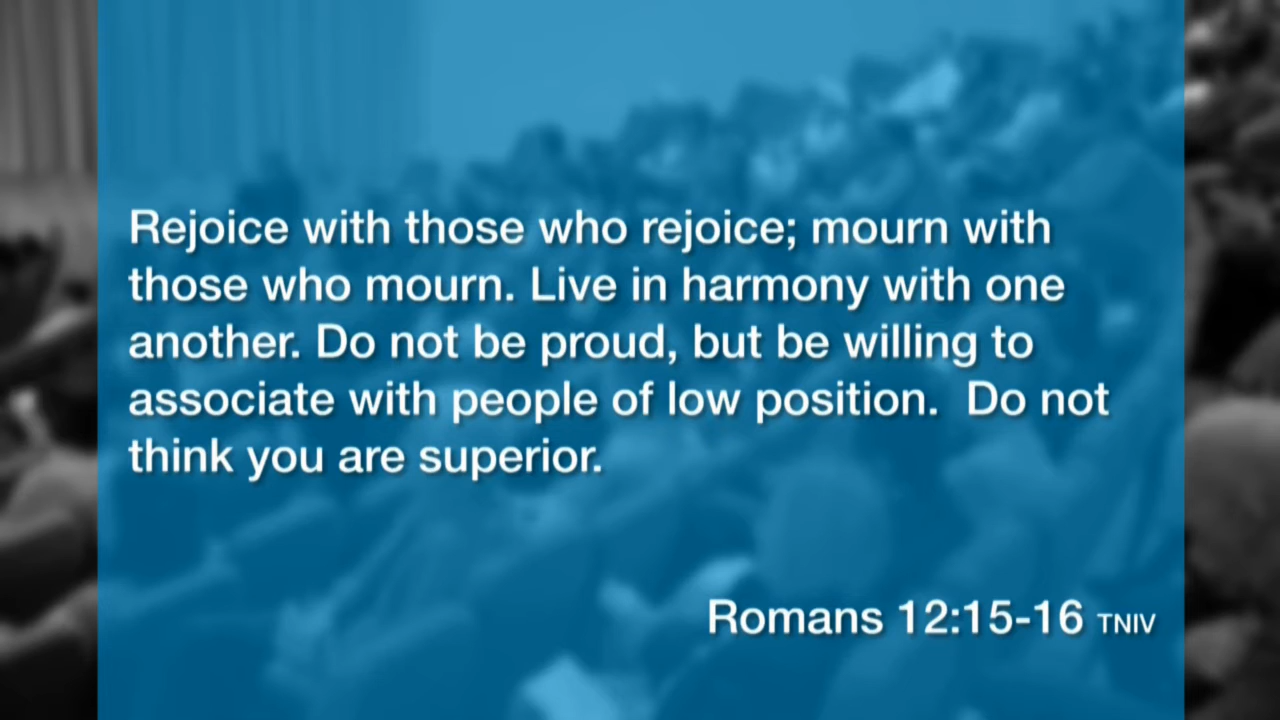 Rejoice with those who rejoice; mourn with
those who mourn. Live in harmony with one
another. Do not be proud, but be willing to
associate with people of low position.  Do not
think you are superior.
Romans 12:15-16 TNIV